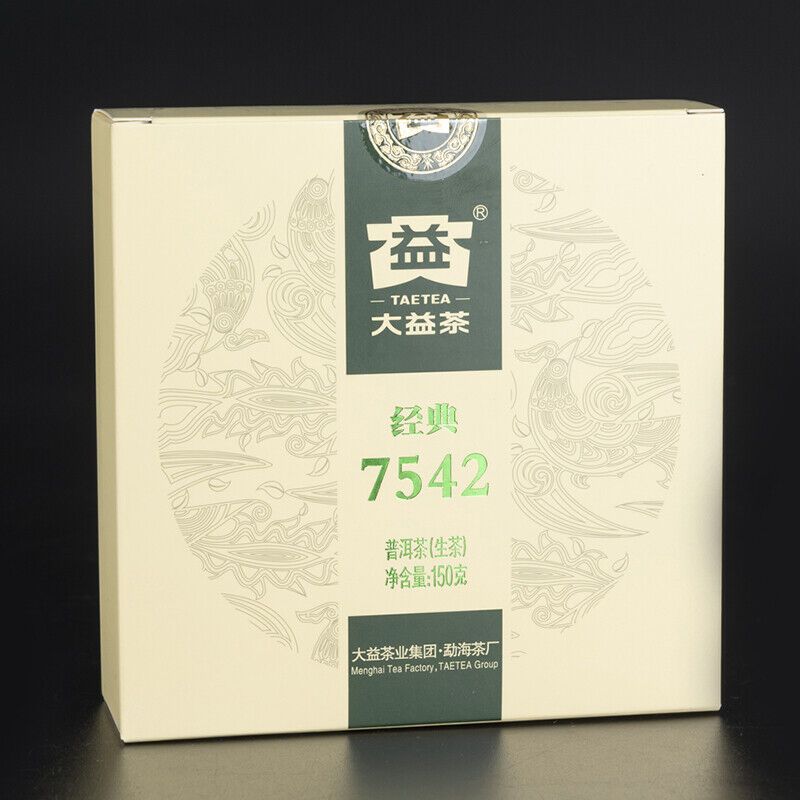 益
®
TAETEA
大益茶
经典
7542
普洱茶(生茶)
净含量:150克
大益茶业集团·勐海茶厂
Menghai Tea Factory, TAETEA Group